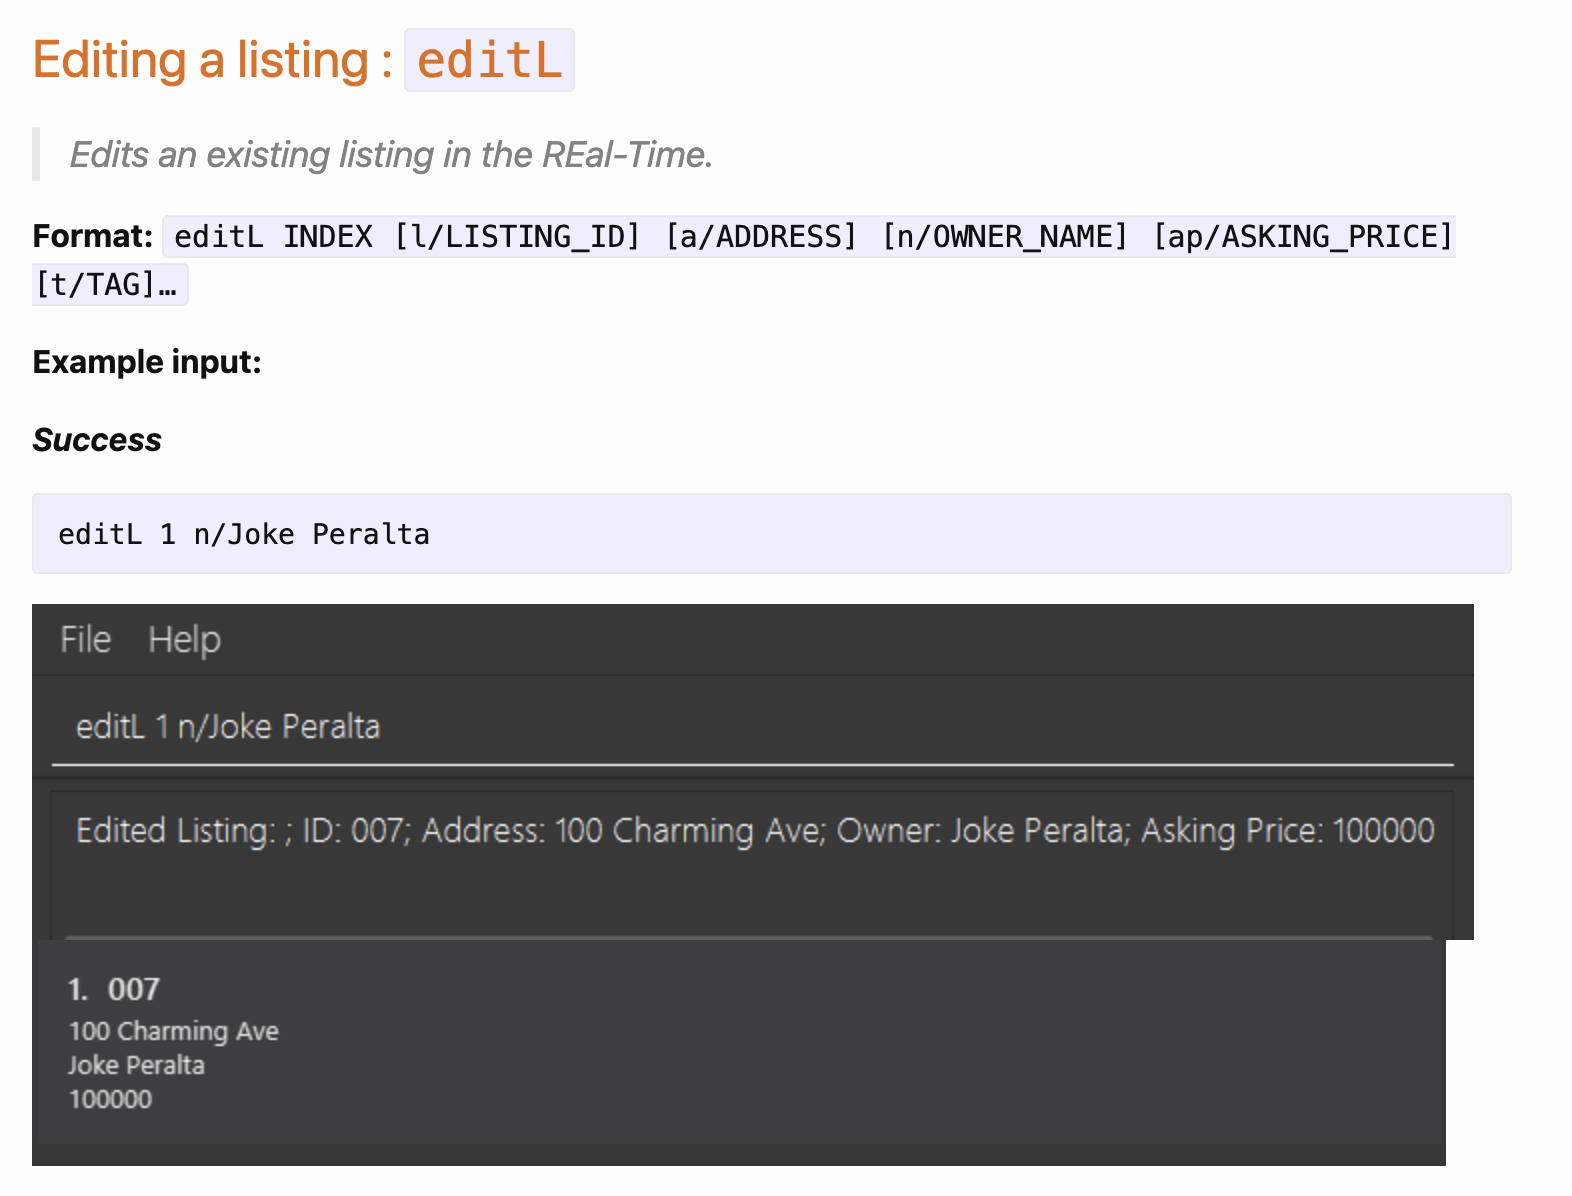 Editing a listing : editL
Edits an existing listing in the REal-Time.
Format: editL INDEX [l/LISTING_ID] [a/ADDRESS] [n/OWNER_NAME] [ap/ASKING_PRICE]
[t/TAG]…
Example input:
Success
editL 1 n/Joke Peralta
File Help
editL 1 n/Joke Peralta
Edited Listing: ; ID: 007; Address: 100 Charming Ave; Owner: Joke Peralta; Asking Price: 100000
1. 007
100 Charming Ave
Joke Peralta
100000